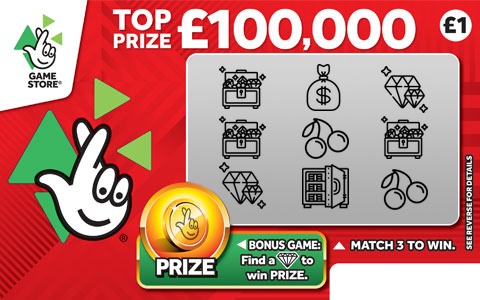 TOP
PRIZE £100,000
£1
GAME
STORE®
$
®
PRIZE
BONUS GAME:
Find a to
win PRIZE.
MATCH 3 TO WIN.
SEE REVERSE FOR DETAILS